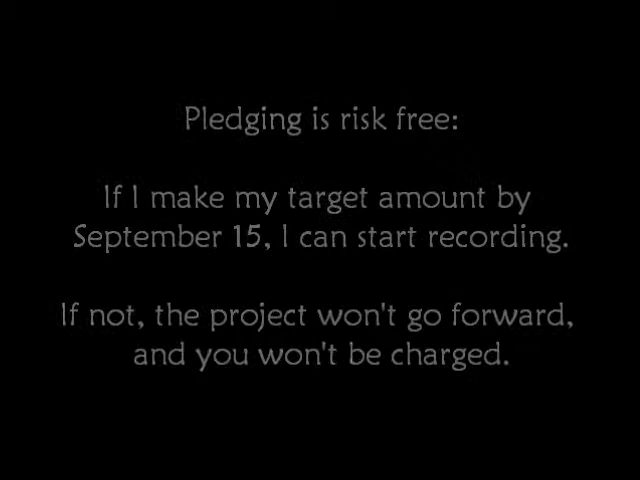 Pledging is risk free:
If I make my target amount by
September 15, I can start recording.
If not, the project won't go forward,
and you won't be charged.